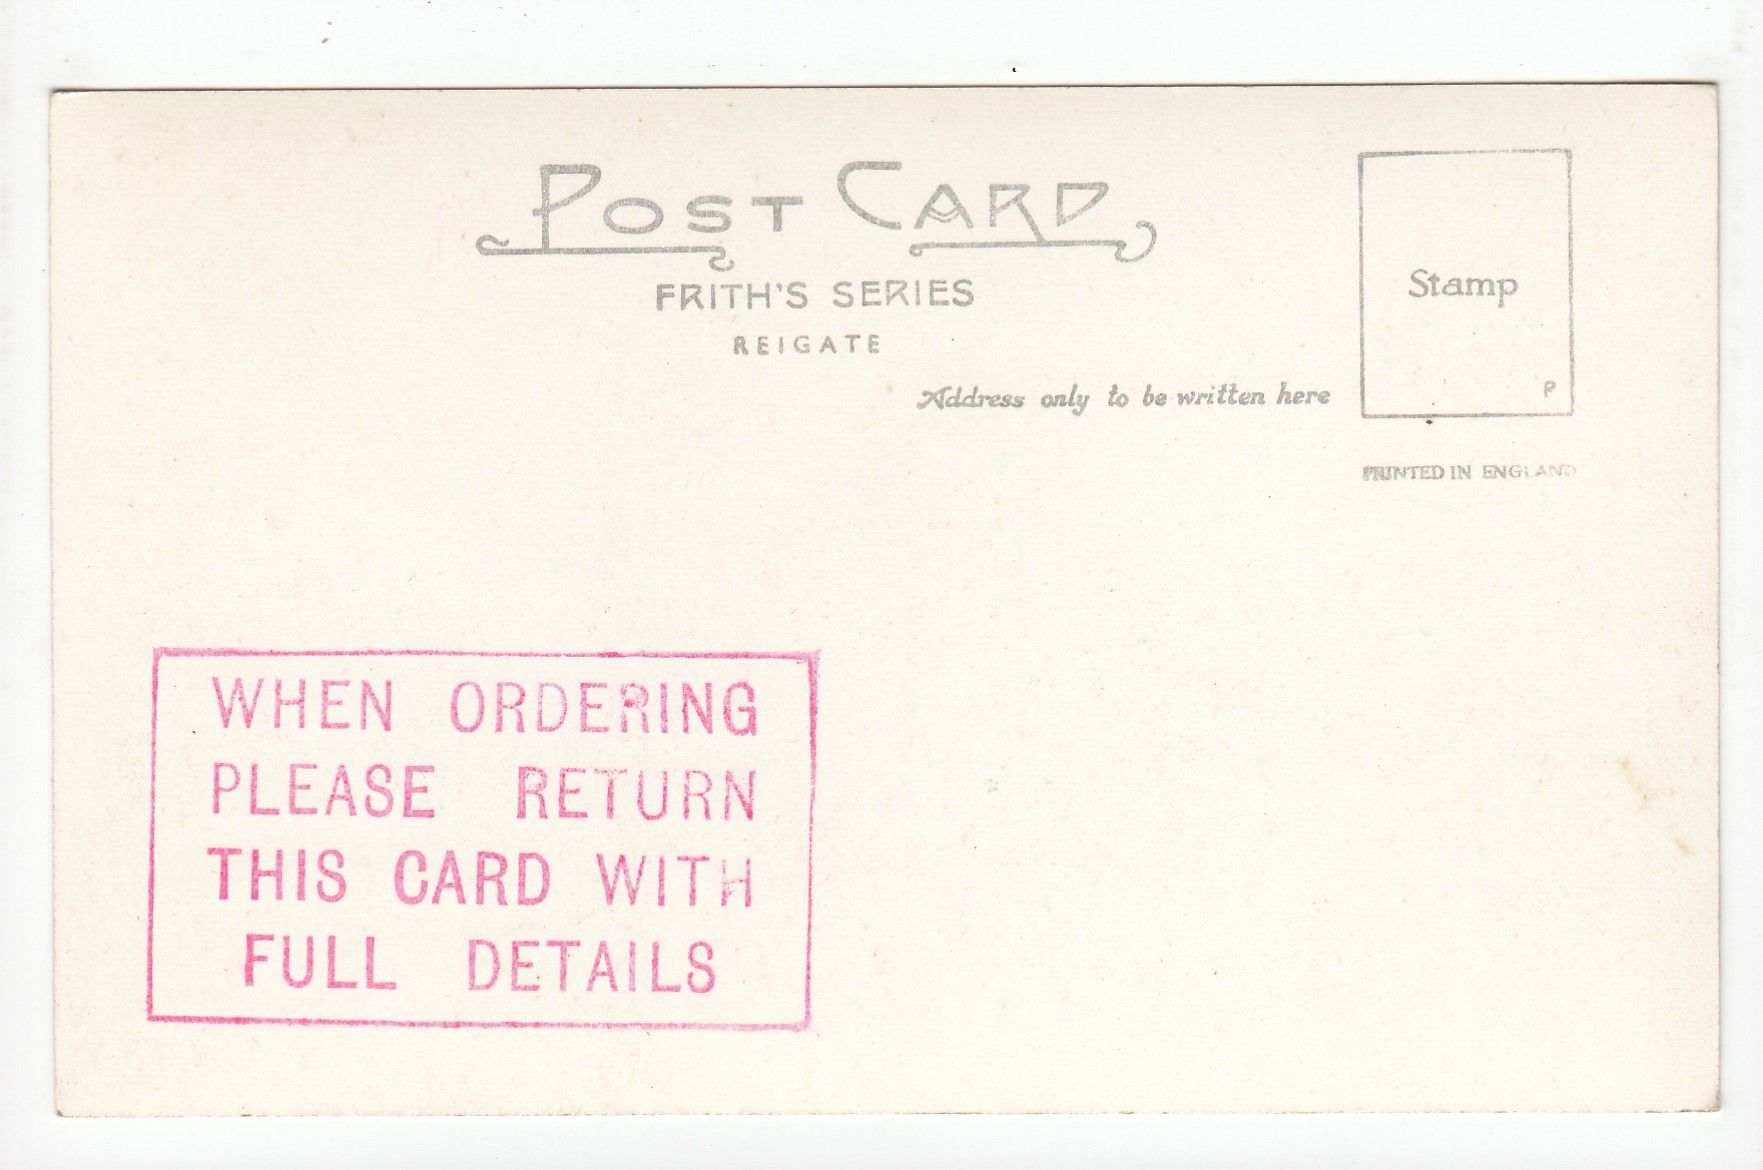 POST CARD
FRITH'S SERIES
REIGATE
Address only to be written here
Stamp
P
PRINTED IN ENGLAND
WHEN ORDERING
PLEASE RETURN
THIS CARD WITH
FULL DETAILS